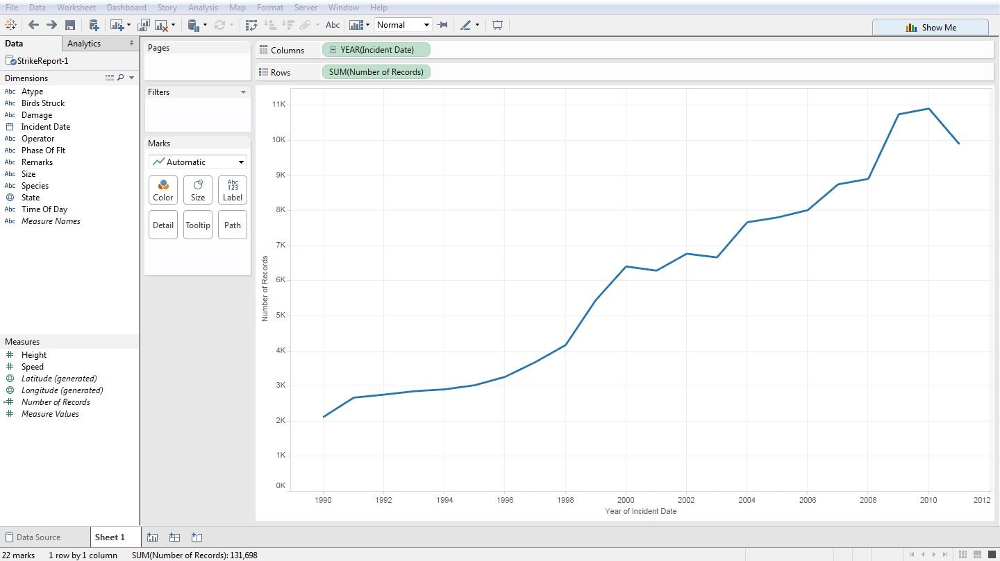 File Data Worksheet Dashboard Story Analysis Map Format Server Window Help
Abc Normal Show Me
Data Analytics
StrikeReport-1
Dimensions
Abc Atype
Abc Birds Struck
Abc Damage
Incident Date
Abc Operator
Abc Phase Of Flt
Abc Remarks
Abc Size
Abc Species
State
Abc Time Of Day
Abc Measure Names
Measures
Height
Speed
Latitude (generated)
Longitude (generated)
Number of Records
Measure Values
Pages
Filters
Marks
Automatic
Color Size Abc 123 Label
Detail Tooltip Path
Columns YEAR(Incident Date)
Rows SUM(Number of Records)
11K
10K
9K
8K
7K
6K
5K
4K
3K
2K
1K
0K
Number of Records
1990 1992 1994 1996 1998 2000 2002 2004 2006 2008 2010 2012
Year of Incident Date
Data Source Sheet 1
22 marks 1 row by 1 column SUM(Number of Records): 131,698